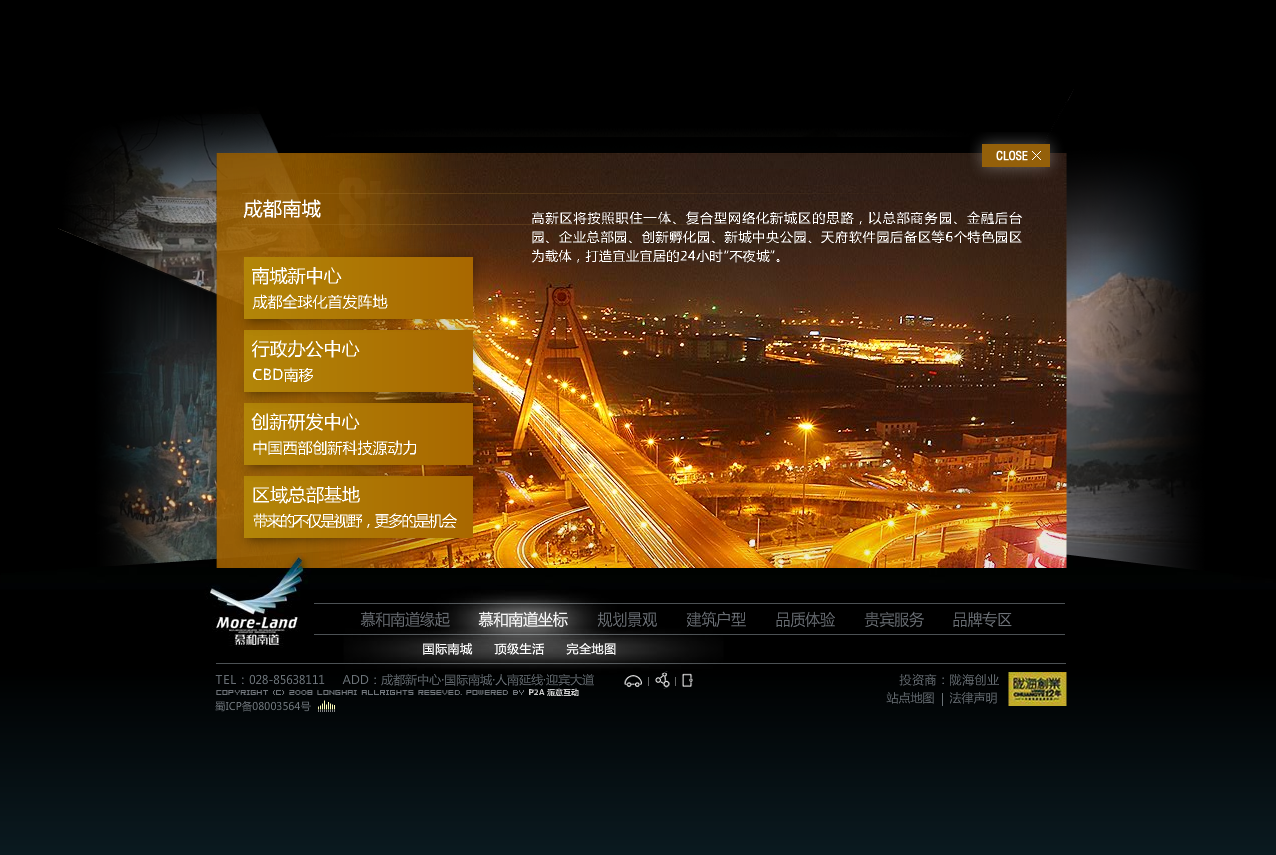 CLOSE
成都南城
高新区将按照职住一体、复合型网络化新城区的思路，以总部商务园、金融后台
园、企业总部园、创新孵化园、新城中央公园、天府软件园后备区等6个特色园区
为载体，打造宜业宜居的24小时“不夜城”。
南城新中心
成都全球化首发阵地
行政办公中心
CBD南移
创新研发中心
中国西部创新科技源动力
区域总部基地
带来的不仅是视野，更多的是机会
More-Land
慕和南道
慕和南道缘起 慕和南道坐标 规划景观 建筑户型 品质体验 贵宾服务 品牌专区
国际南城 顶级生活 完全地图
TEL：028-85638111 ADD：成都新中心·国际南城·人南延线·迎宾大道
COPYRIGHT (C) 2008 LONGHAI ALLRIGHTS RESEVED. POWERED BY P2A 派意互动
蜀ICP备08003564号
投资商：陇海创业
站点地图 | 法律声明
陇海創業
CHUANGYE12年